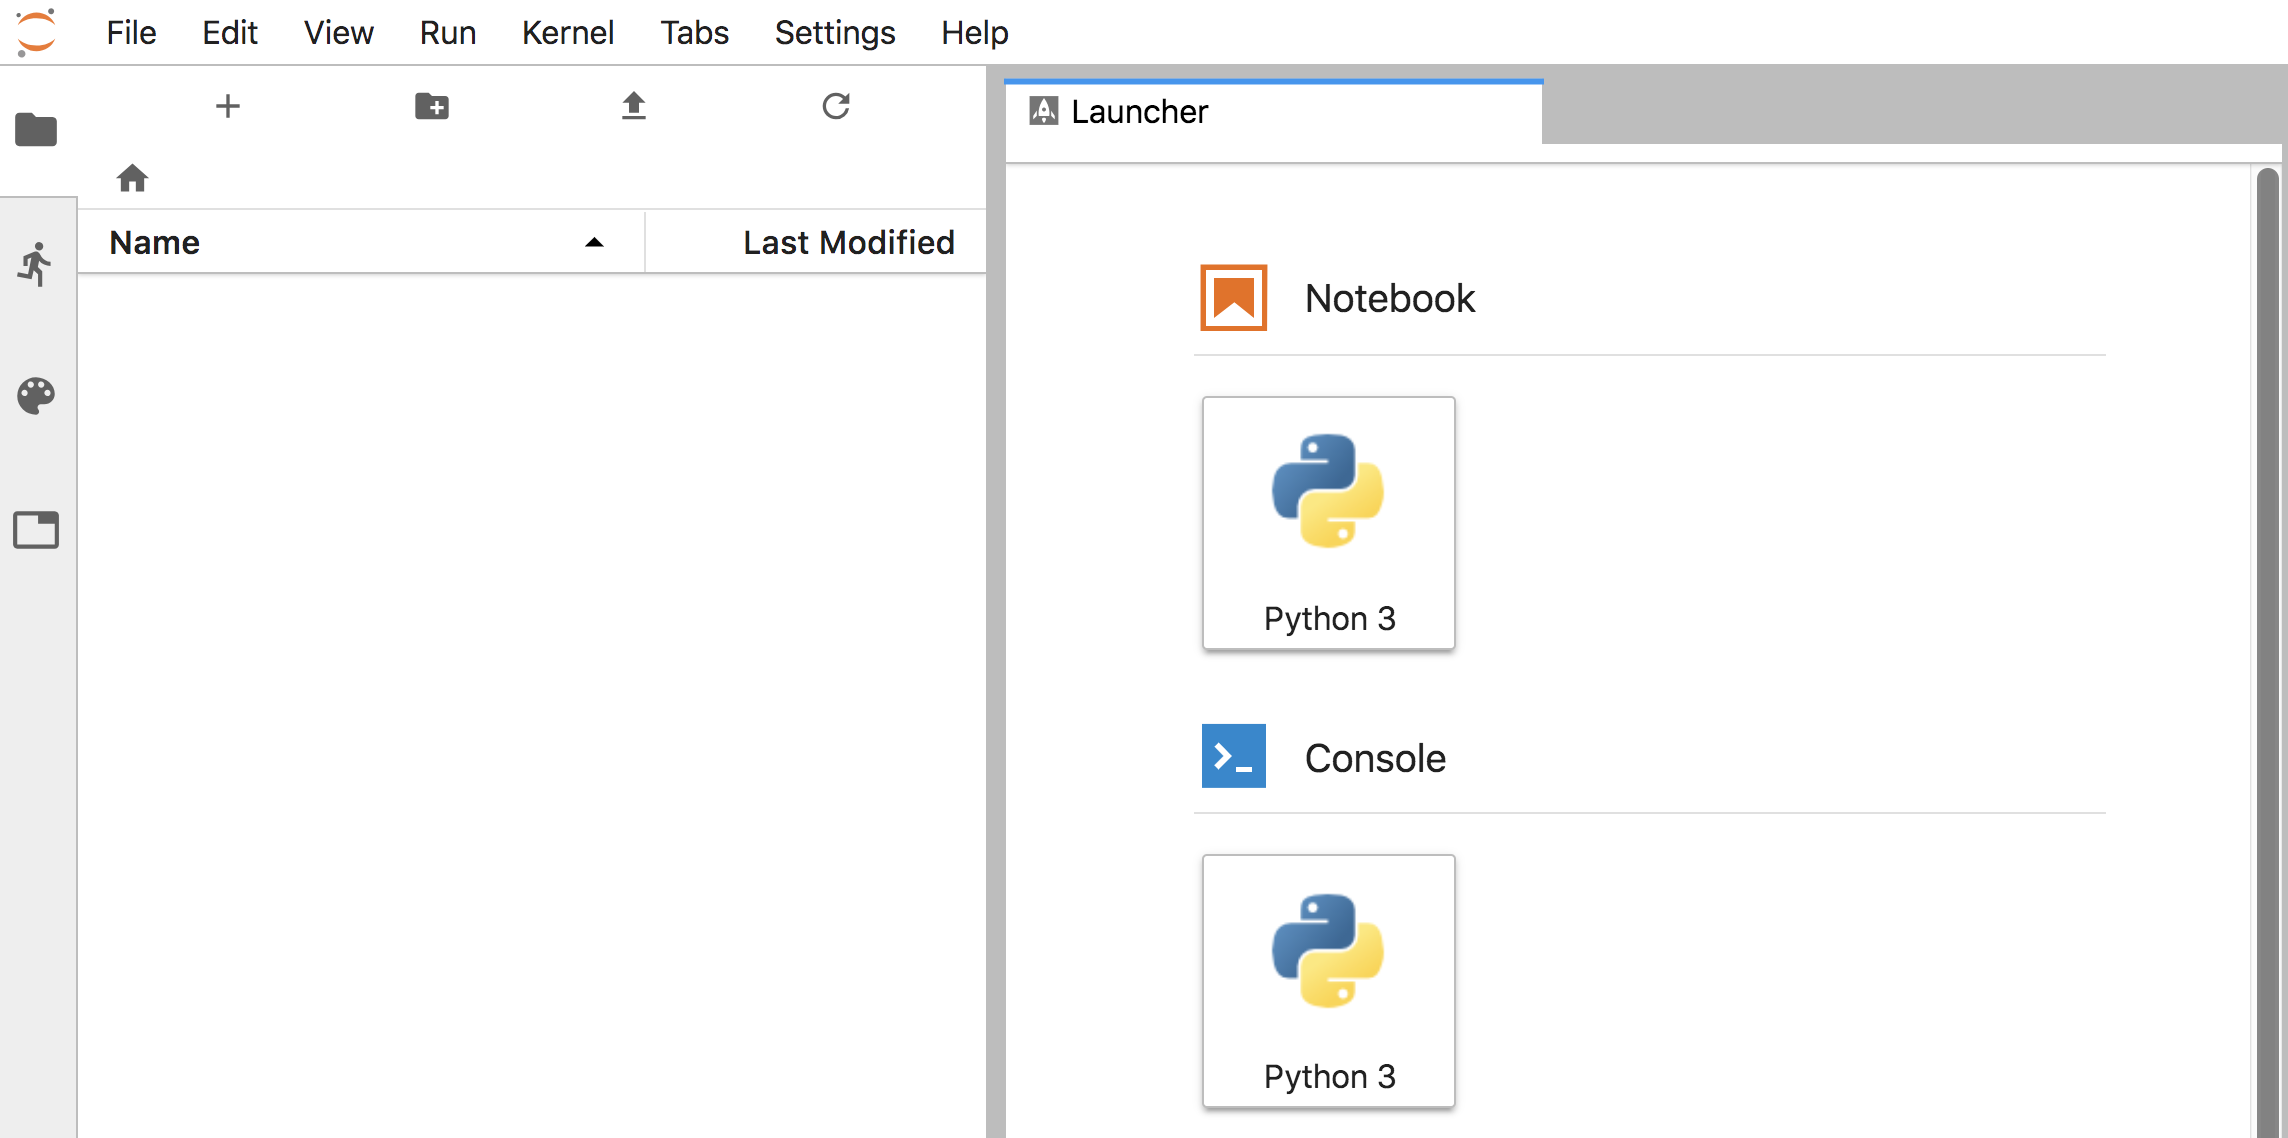 File Edit View Run Kernel Tabs Settings Help
Launcher
Name Last Modified
Notebook
Python 3
Console
Python 3